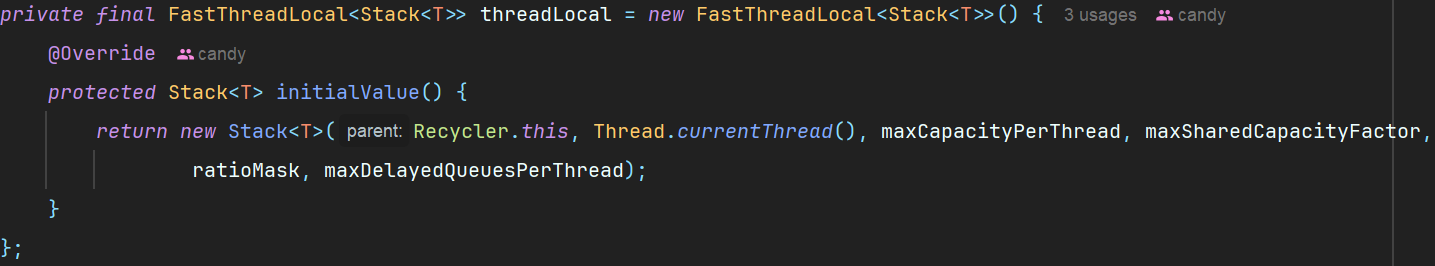 private final FastThreadLocal<Stack<T>> threadLocal = new FastThreadLocal<Stack<T>>() { 3 usages candy
@Override candy
protected Stack<T> initialValue() {
return new Stack<T>( parent: Recycler.this, Thread.currentThread(), maxCapacityPerThread, maxSharedCapacityFactor,
ratioMask, maxDelayedQueuesPerThread);
}
};